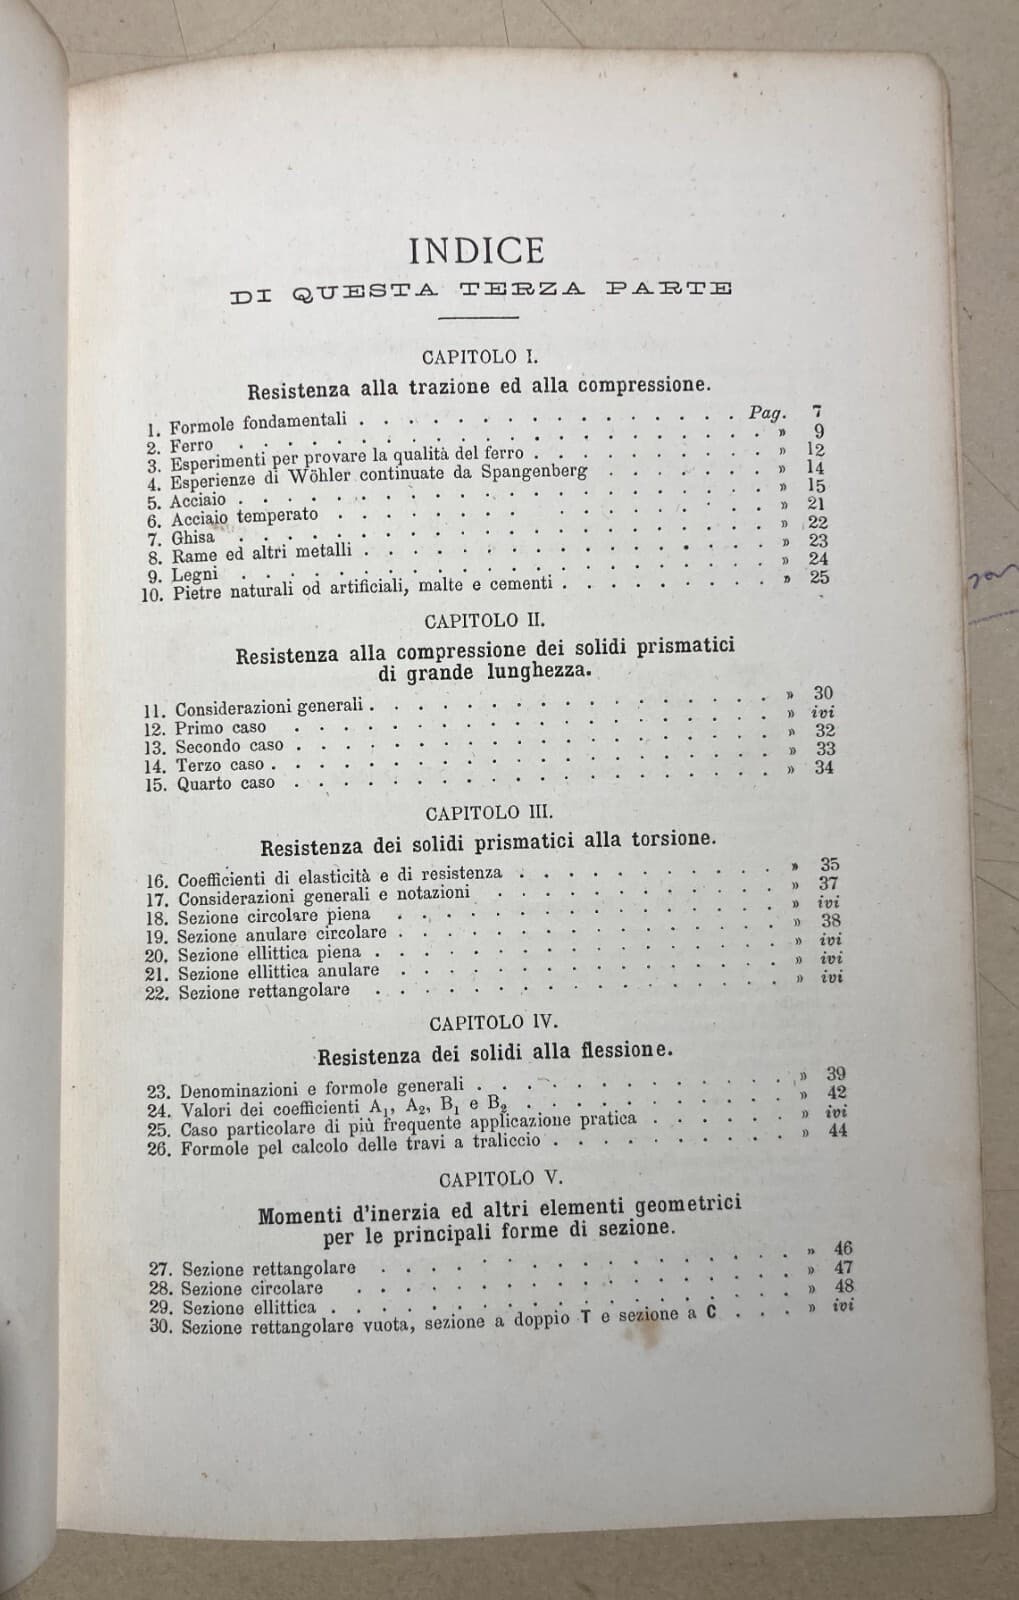 INDICE
DI QUESTA TERZA PARTE
CAPITOLO I.
Resistenza alla trazione ed alla compressione.
1. Formole fondamentali . . . . . . . . . . . . . . Pag. 7
2. Ferro . . . . . . . . . . . . . . . . . . » 9
3. Esperimenti per provare la qualità del ferro . . . . . . . . » 12
4. Esperienze di Wöhler continuate da Spangenberg . . . . . . » 14
5. Acciaio . . . . . . . . . . . . . . . . . . » 15
6. Acciaio temperato . . . . . . . . . . . . . . » 21
7. Ghisa . . . . . . . . . . . . . . . . . . » 22
8. Rame ed altri metalli . . . . . . . . . . . . . . » 23
9. Legni . . . . . . . . . . . . . . . . . . » 24
10. Pietre naturali od artificiali, malte e cementi . . . . . . . . » 25
CAPITOLO II.
Resistenza alla compressione dei solidi prismatici
di grande lunghezza.
11. Considerazioni generali . . . . . . . . . . . . . . » 30
12. Primo caso . . . . . . . . . . . . . . . . » ivi
13. Secondo caso . . . . . . . . . . . . . . . . » 32
14. Terzo caso . . . . . . . . . . . . . . . . » 33
15. Quarto caso . . . . . . . . . . . . . . . . » 34
CAPITOLO III.
Resistenza dei solidi prismatici alla torsione.
16. Coefficienti di elasticità e di resistenza . . . . . . . . . » 35
17. Considerazioni generali e notazioni . . . . . . . . . . » 37
18. Sezione circolare piena . . . . . . . . . . . . . » ivi
19. Sezione anulare circolare . . . . . . . . . . . . . » 38
20. Sezione ellittica piena . . . . . . . . . . . . . . » ivi
21. Sezione ellittica anulare . . . . . . . . . . . . . » ivi
22. Sezione rettangolare . . . . . . . . . . . . . . » ivi
CAPITOLO IV.
Resistenza dei solidi alla flessione.
23. Denominazioni e formole generali . . . . . . . . . . . » 39
24. Valori dei coefficienti A₁, A₂, B₁ e B₂ . . . . . . . . . » 42
25. Caso particolare di più frequente applicazione pratica . . . . . » ivi
26. Formole pel calcolo delle travi a traliccio . . . . . . . . . » 44
CAPITOLO V.
Momenti d'inerzia ed altri elementi geometrici
per le principali forme di sezione.
27. Sezione rettangolare . . . . . . . . . . . . . . » 46
28. Sezione circolare . . . . . . . . . . . . . . . » 47
29. Sezione ellittica . . . . . . . . . . . . . . . » 48
30. Sezione rettangolare vuota, sezione a doppio T e sezione a C . . . » ivi